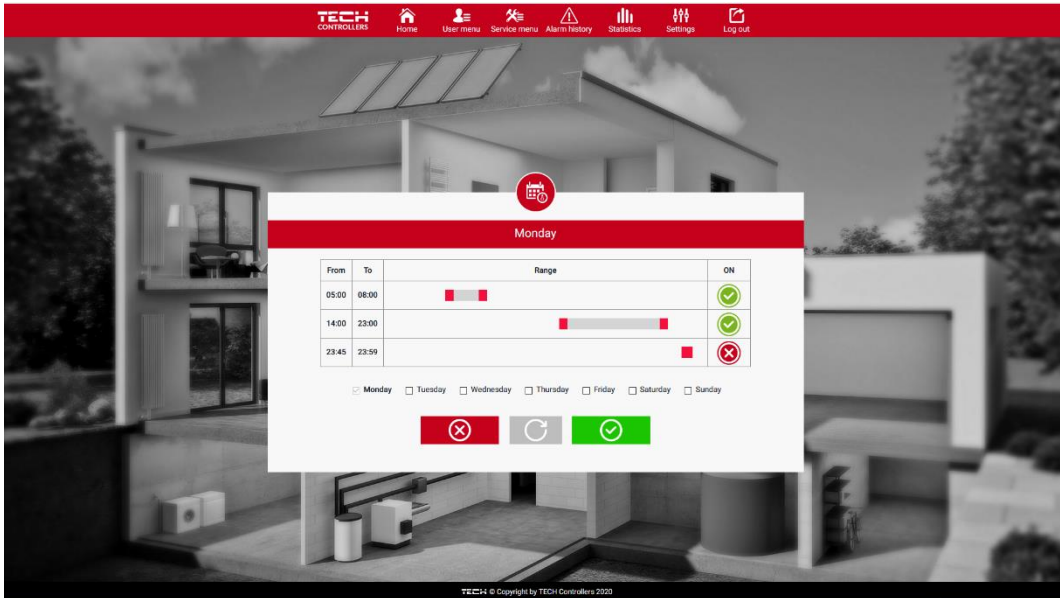 TECH
CONTROLLERS
Home User menu Service menu Alarm history Statistics Settings Log out
Monday
From To Range ON
05:00 08:00
14:00 23:00
23:45 23:59
Monday Tuesday Wednesday Thursday Friday Saturday Sunday
TECH © Copyright by TECH Controllers 2020